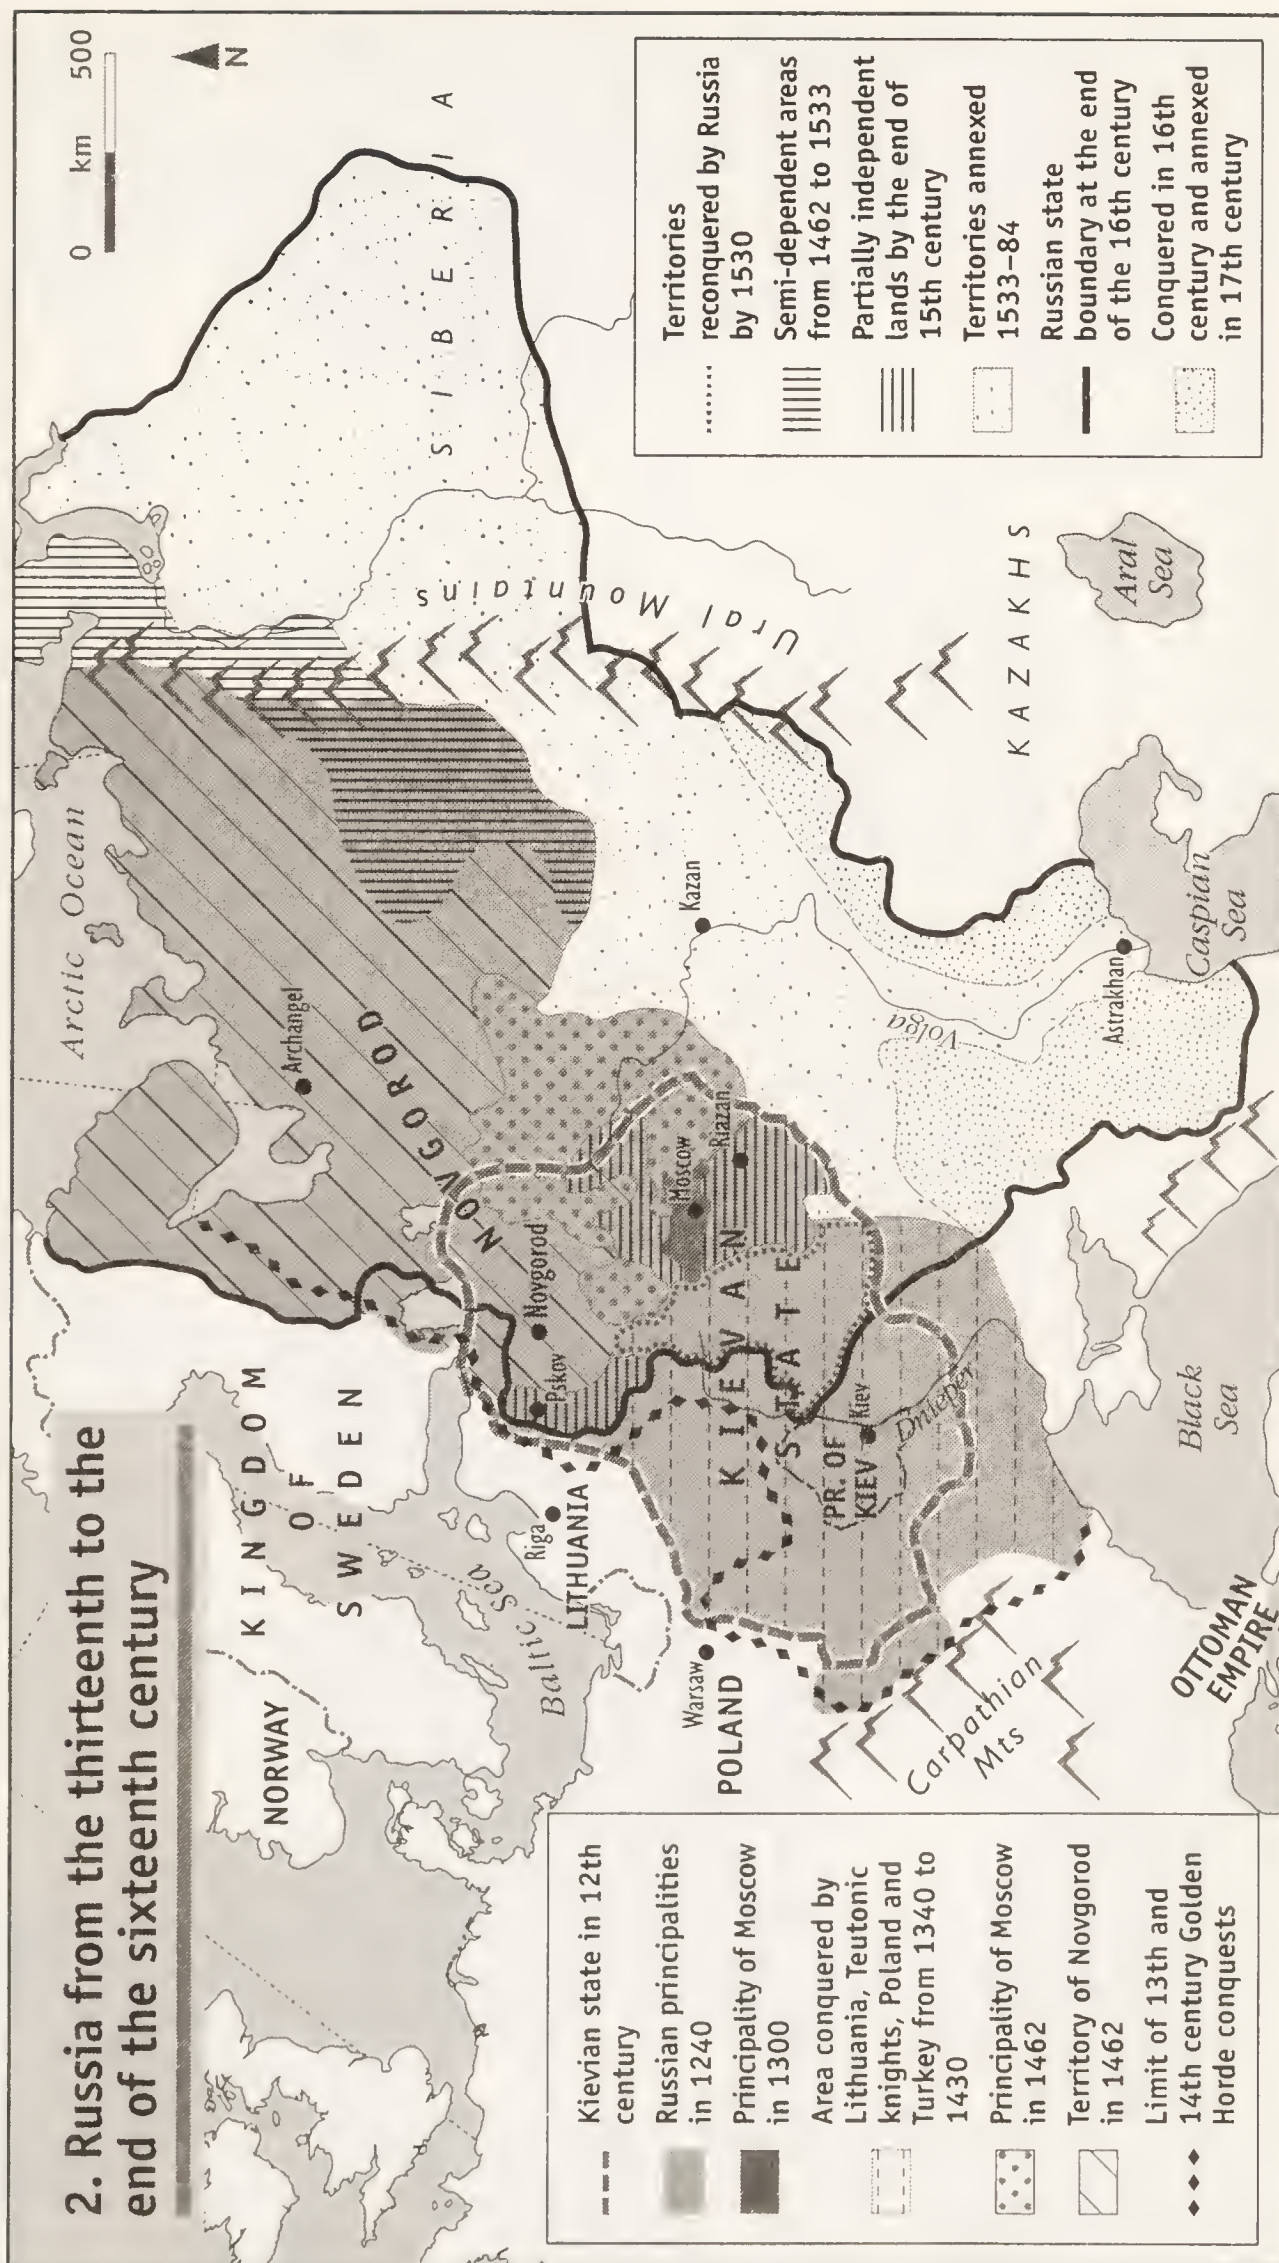 2. Russia from the thirteenth to the
end of the sixteenth century
0 km 500
N
Arctic Ocean
SIBERIA
Ural Mountains
KAZAKHS
Aral
Sea
Caspian
Sea
Black
Sea
Baltic Sea
NORWAY
KINGDOM
OF
SWEDEN
NOVGOROD
Archangel
Novgorod
Pskov
Riga
LITHUANIA
Warsaw
POLAND
Carpathian
Mts
OTTOMAN
EMPIRE
KIEVAN
STATE
PR. OF
KIEV
Kiev
Dnieper
Moscow
Riazan
Kazan
Volga
Astrakhan
Kievian state in 12th
century
Russian principalities
in 1240
Principality of Moscow
in 1300
Area conquered by
Lithuania, Teutonic
knights, Poland and
Turkey from 1340 to
1430
Principality of Moscow
in 1462
Territory of Novgorod
in 1462
Limit of 13th and
14th century Golden
Horde conquests
Territories
reconquered by Russia
by 1530
Semi-dependent areas
from 1462 to 1533
Partially independent
lands by the end of
15th century
Territories annexed
1533–84
Russian state
boundary at the end
of the 16th century
Conquered in 16th
century and annexed
in 17th century